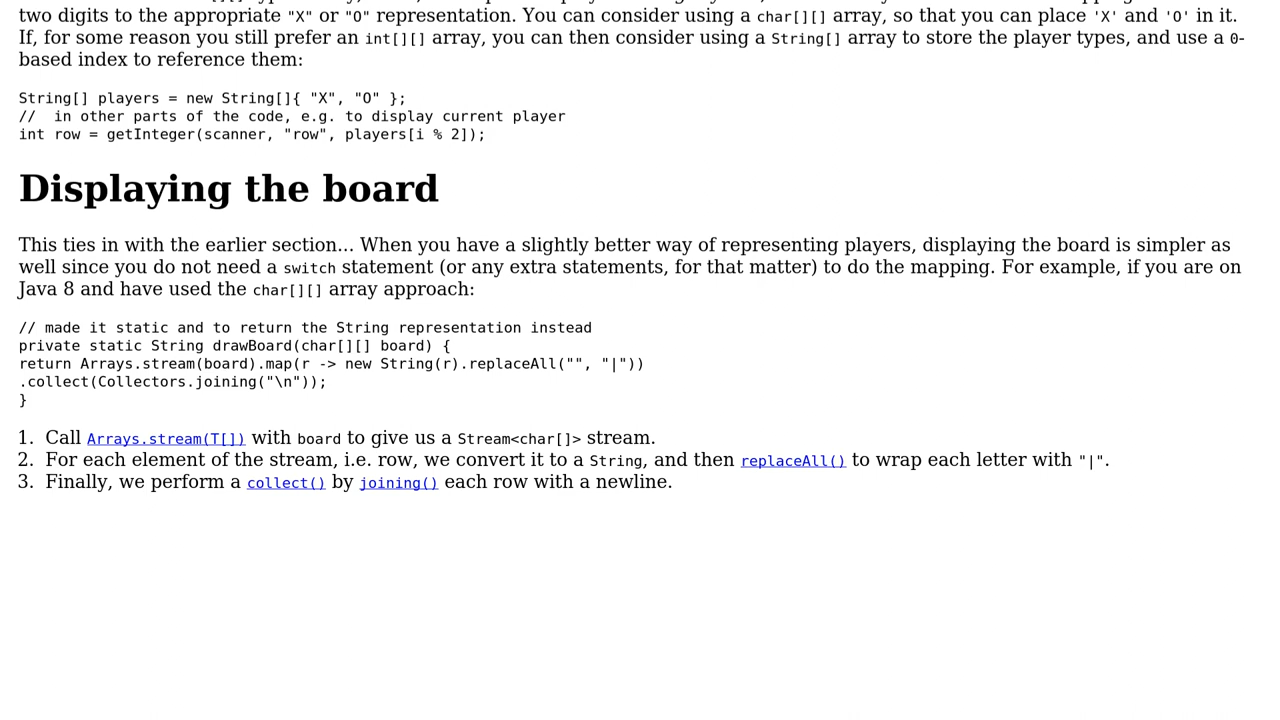 two digits to the appropriate "X" or "O" representation. You can consider using a char[][] array, so that you can place 'X' and 'O' in it.
If, for some reason you still prefer an int[][] array, you can then consider using a String[] array to store the player types, and use a 0-
based index to reference them:
String[] players = new String[]{ "X", "O" };
//  in other parts of the code, e.g. to display current player
int row = getInteger(scanner, "row", players[i % 2]);
Displaying the board
This ties in with the earlier section... When you have a slightly better way of representing players, displaying the board is simpler as
well since you do not need a switch statement (or any extra statements, for that matter) to do the mapping. For example, if you are on
Java 8 and have used the char[][] array approach:
// made it static and to return the String representation instead
private static String drawBoard(char[][] board) {
return Arrays.stream(board).map(r -> new String(r).replaceAll("", "|"))
.collect(Collectors.joining("\n"));
}
1. Call Arrays.stream(T[]) with board to give us a Stream<char[]> stream.
2. For each element of the stream, i.e. row, we convert it to a String, and then replaceAll() to wrap each letter with "|".
3. Finally, we perform a collect() by joining() each row with a newline.